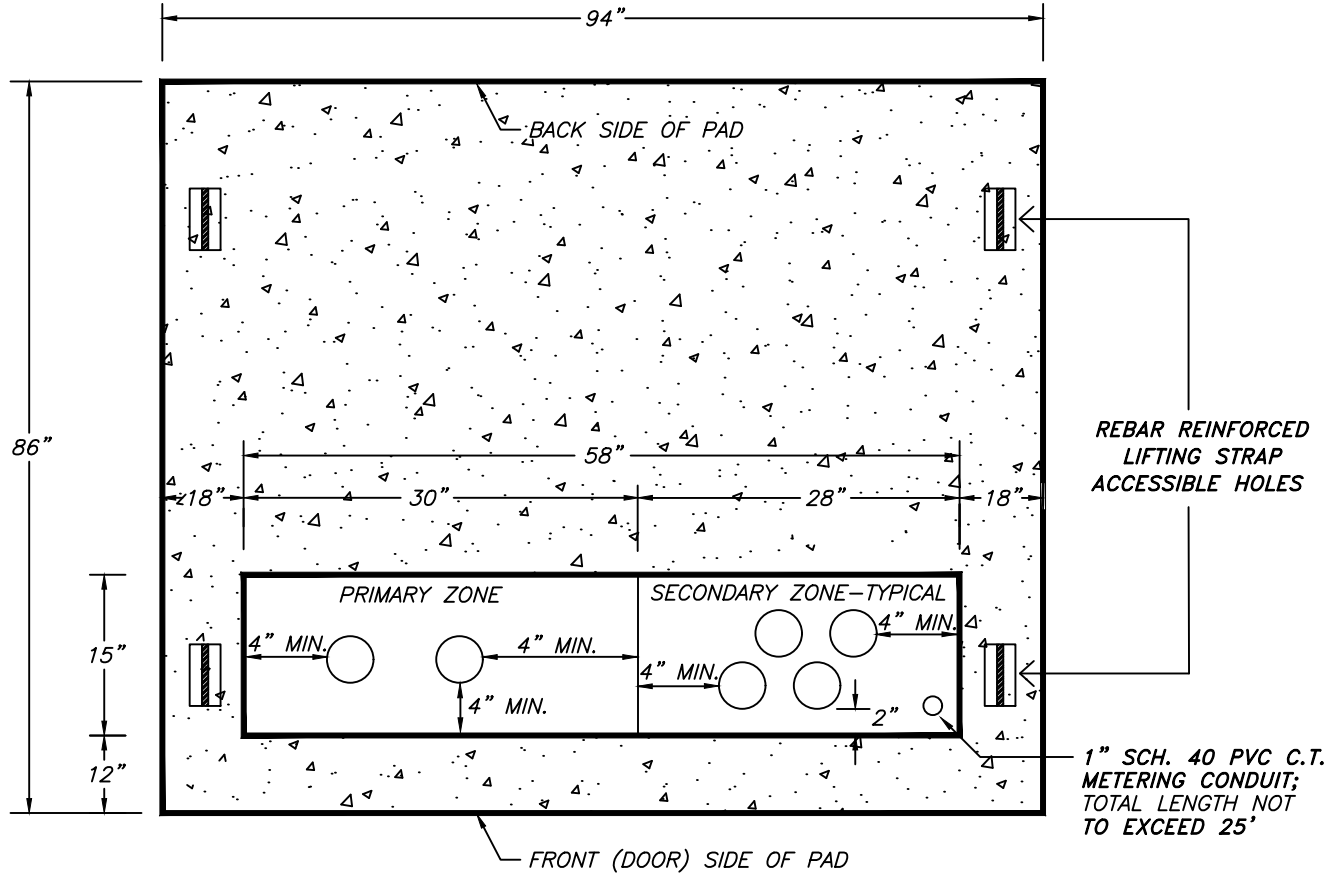 94”
BACK SIDE OF PAD
86”
58”
18”
30”
28”
18”
REBAR REINFORCED
LIFTING STRAP
ACCESSIBLE HOLES
PRIMARY ZONE
SECONDARY ZONE–TYPICAL
4” MIN.
4” MIN.
4” MIN.
4” MIN.
4” MIN.
15”
2”
12”
1” SCH. 40 PVC C.T.
METERING CONDUIT;
TOTAL LENGTH NOT
TO EXCEED 25’
FRONT (DOOR) SIDE OF PAD